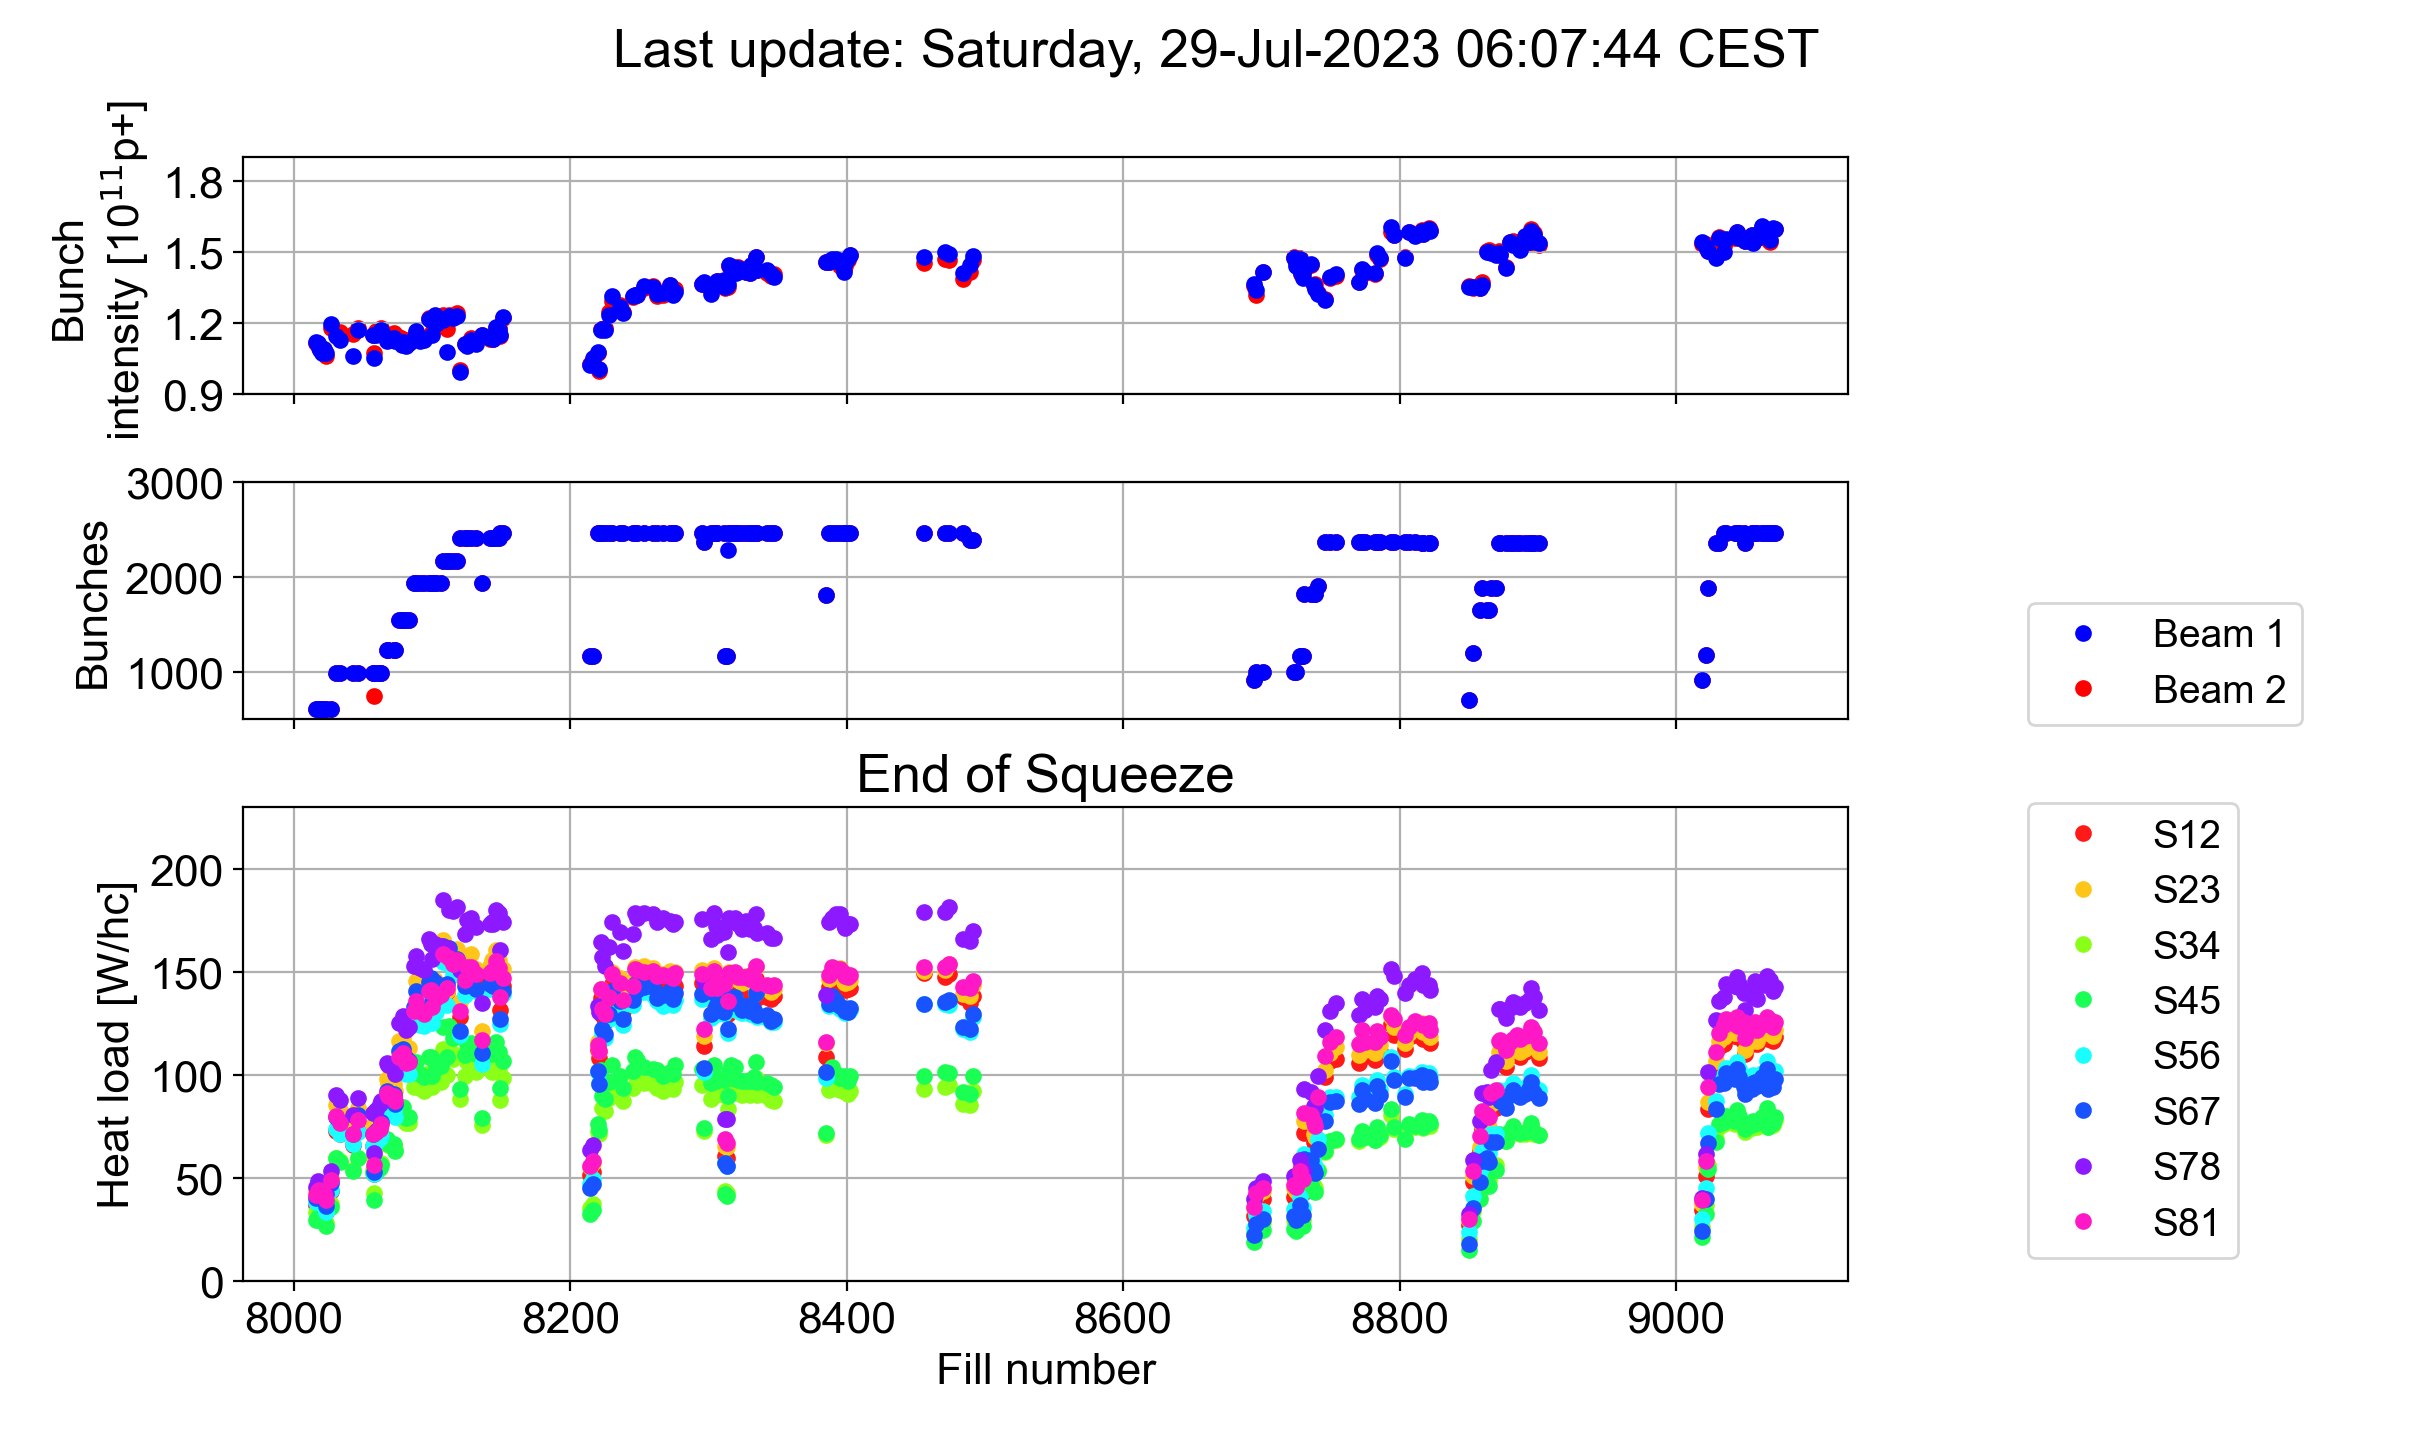 Last update: Saturday, 29-Jul-2023 06:07:44 CEST
Bunch
intensity [10¹¹p+]
1.8
1.5
1.2
0.9
Bunches
3000
2000
1000
Beam 1
Beam 2
End of Squeeze
Heat load [W/hc]
200
150
100
50
0
8000 8200 8400 8600 8800 9000
Fill number
S12
S23
S34
S45
S56
S67
S78
S81